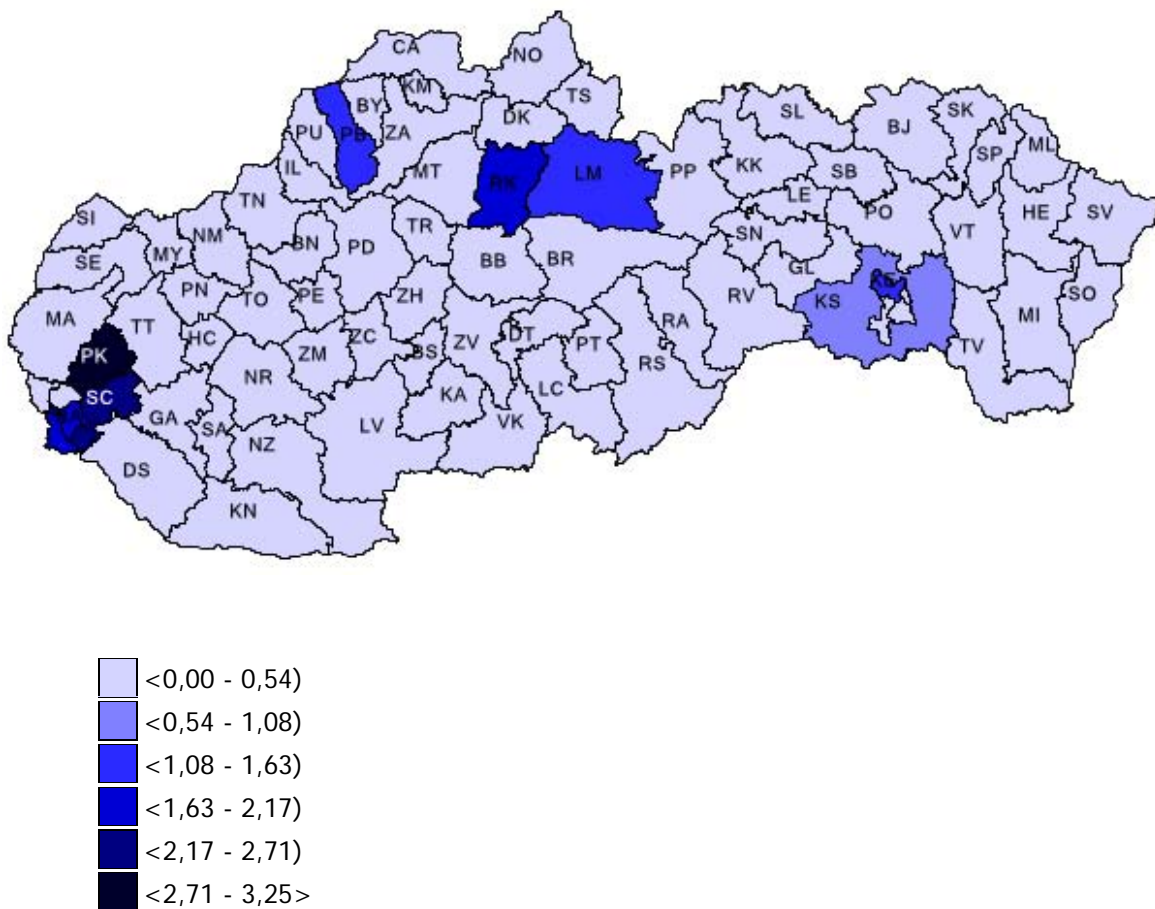 CA
NO
KM
TS
BY
PU
PB
ZA
DK
SL
BJ
SK
ML
SP
IL
MT
RK
LM
PP
KK
SB
LE
HE
SV
TN
SI
NM
MY
BN
PD
TR
BB
BR
SN
PO
VT
SE
GL
PN
TO
PE
ZH
RV
KS
KE
SO
MA
TT
HC
ZM
ZC
BS
ZV
DT
PT
RA
MI
TV
PK
NR
KA
LC
RS
SC
GA
SA
NZ
LV
VK
DS
KN
<0,00 - 0,54)
<0,54 - 1,08)
<1,08 - 1,63)
<1,63 - 2,17)
<2,17 - 2,71)
<2,71 - 3,25>